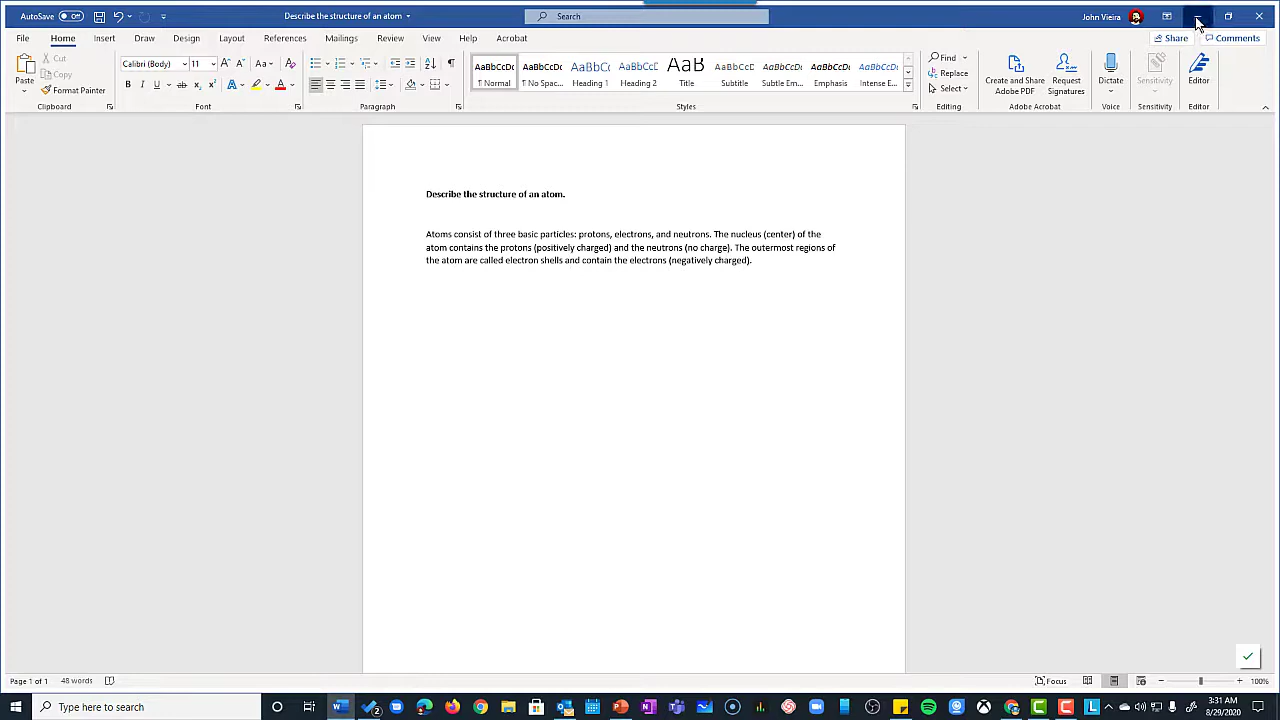 AutoSave Off Describe the structure of an atom Search John Vieira
File Home Insert Draw Design Layout References Mailings Review View Help Acrobat Share Comments
Paste Cut Copy Format Painter
Calibri (Body) 11
AaBbCcDc AaBbCcDc AaBbCc AaBbCcE AaB AaBbCcD AaBbCcDc AaBbCcDc AaBbCcDc
¶ Normal ¶ No Spac... Heading 1 Heading 2 Title Subtitle Subtle Em... Emphasis Intense E...
Find
Replace
Select
Create and Share Adobe PDF
Request Signatures
Dictate
Sensitivity
Editor
Clipboard Font Paragraph Styles Editing Adobe Acrobat Voice Sensitivity Editor
Describe the structure of an atom.
Atoms consist of three basic particles: protons, electrons, and neutrons. The nucleus (center) of the
atom contains the protons (positively charged) and the neutrons (no charge). The outermost regions of
the atom are called electron shells and contain the electrons (negatively charged).
Page 1 of 1 48 words Focus 100%
Type here to search
3:31 AM
8/29/2020